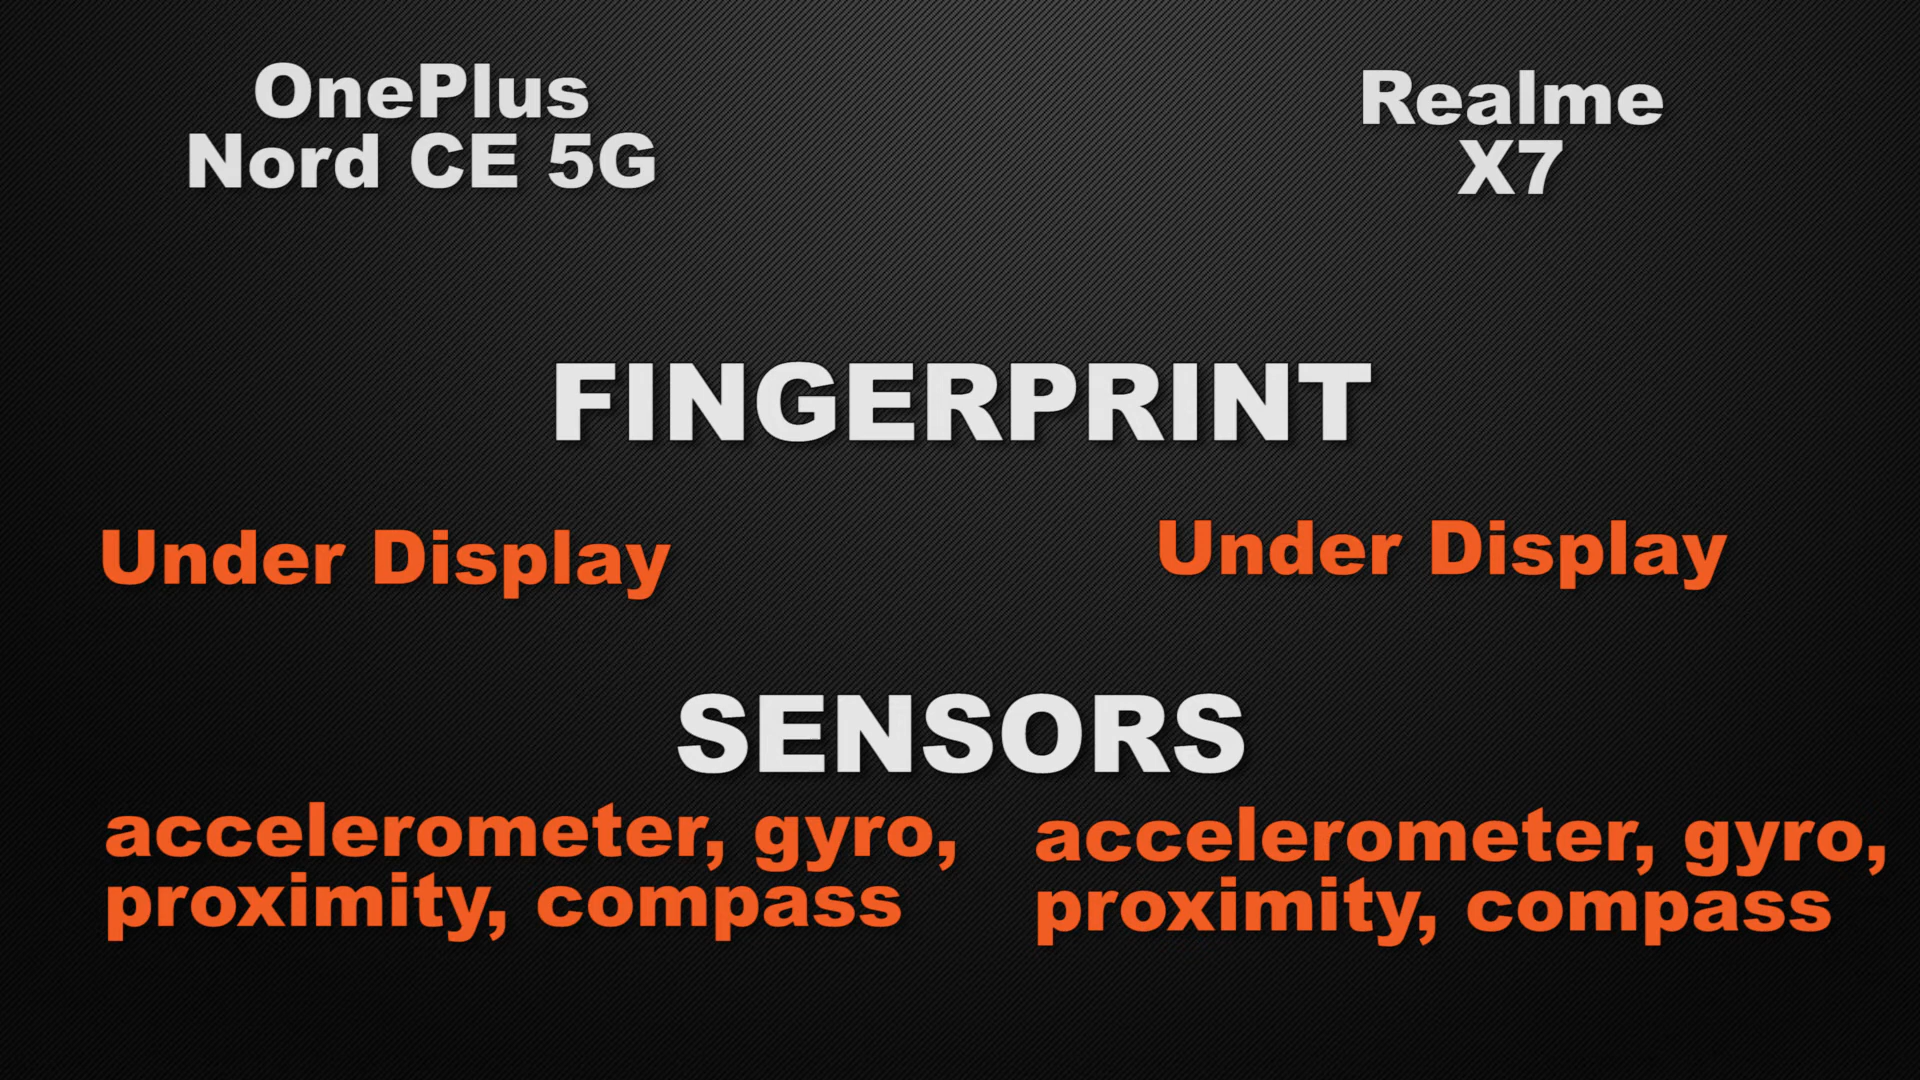 OnePlus
Nord CE 5G
Realme
X7
FINGERPRINT
Under Display
Under Display
SENSORS
accelerometer, gyro,
proximity, compass
accelerometer, gyro,
proximity, compass